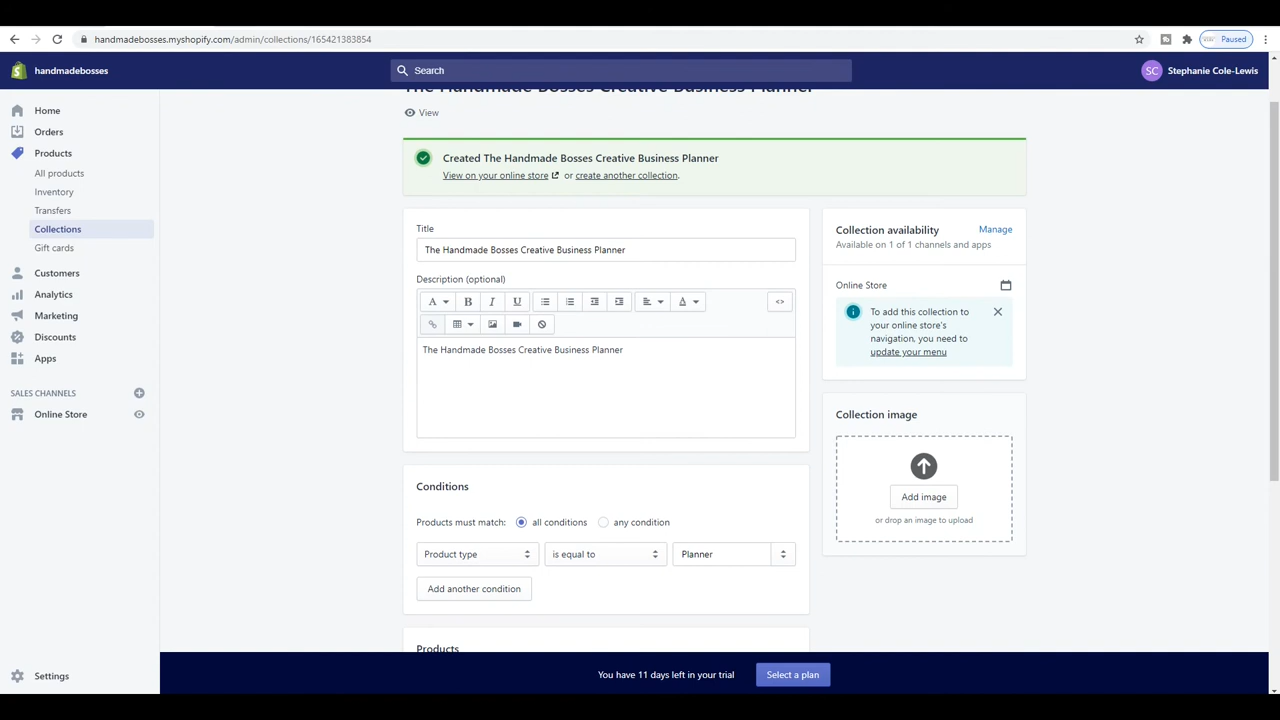 handmadebosses.myshopify.com/admin/collections/165421383854
Paused
handmadebosses
Search
SC
Stephanie Cole-Lewis
Home
Orders
Products
All products
Inventory
Transfers
Collections
Gift cards
Customers
Analytics
Marketing
Discounts
Apps
SALES CHANNELS
Online Store
Settings
The Handmade Bosses Creative Business Planner
View
Created The Handmade Bosses Creative Business Planner
View on your online store or create another collection.
Title
The Handmade Bosses Creative Business Planner
Description (optional)
A B I U A <>
The Handmade Bosses Creative Business Planner
Conditions
Products must match: all conditions any condition
Product type is equal to Planner
Add another condition
Products
Collection availability Manage
Available on 1 of 1 channels and apps
Online Store
To add this collection to
your online store's
navigation, you need to
update your menu
Collection image
Add image
or drop an image to upload
You have 11 days left in your trial Select a plan